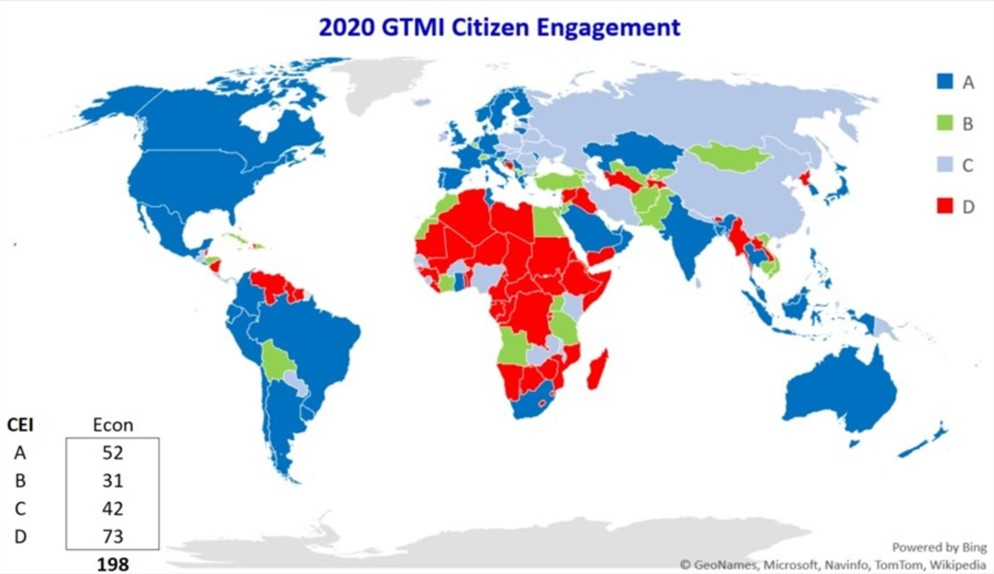 2020 GTMI Citizen Engagement
A
B
C
D
CEI Econ
A 52
B 31
C 42
D 73
198
Powered by Bing
© GeoNames, Microsoft, Navinfo, TomTom, Wikipedia